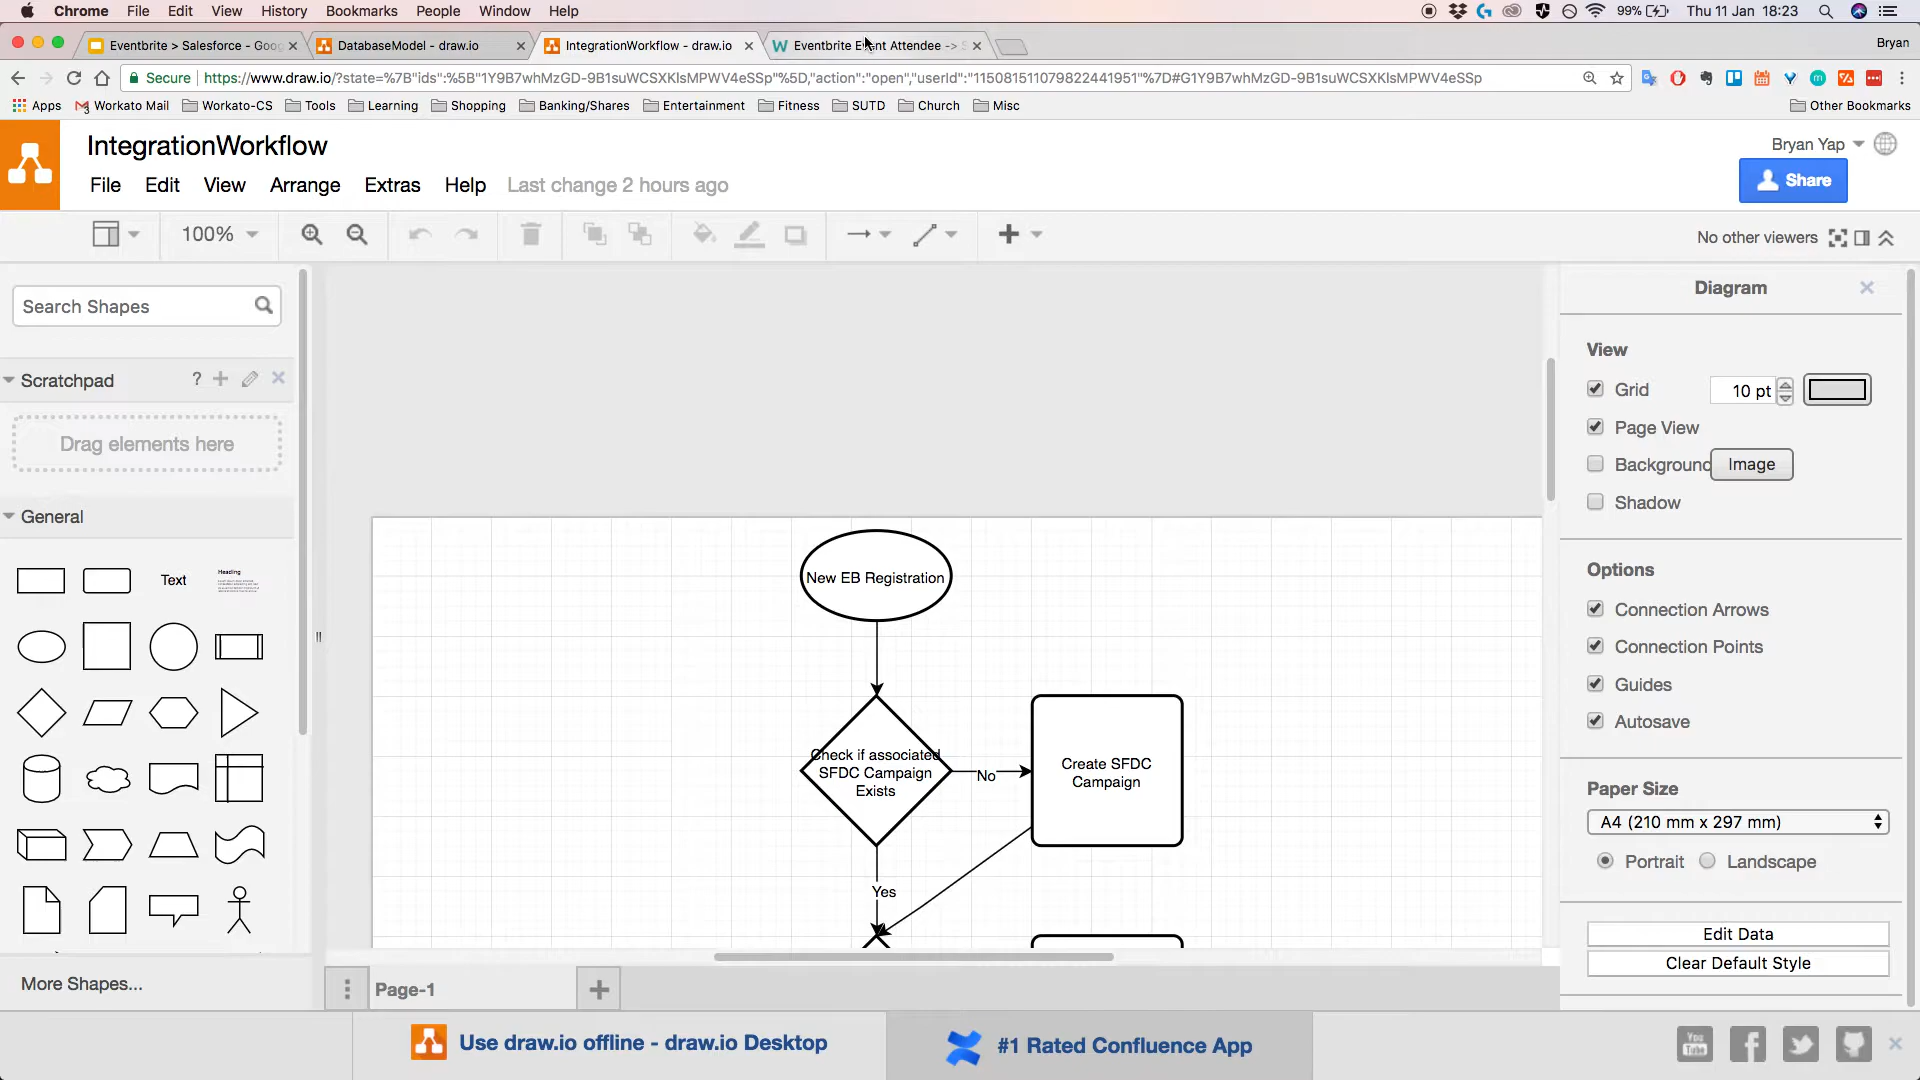 Chrome File Edit View History Bookmarks People Window Help 99% Thu 11 Jan 18:23
Eventbrite > Salesforce - Goog DatabaseModel - draw.io IntegrationWorkflow - draw.io Eventbrite Event Attendee -> S Bryan
Secure https://www.draw.io/?state=%7B"ids":%5B"1Y9B7whMzGD-9B1suWCSXKlsMPWV4eSSp"%5D,"action":"open","userId":"115081511079822441951"%7D#G1Y9B7whMzGD-9B1suWCSXKlsMPWV4eSSp
Apps Workato Mail Workato-CS Tools Learning Shopping Banking/Shares Entertainment Fitness SUTD Church Misc Other Bookmarks
IntegrationWorkflow
Bryan Yap
File Edit View Arrange Extras Help Last change 2 hours ago
Share
100%
No other viewers
Search Shapes
Diagram
View
Scratchpad ?
Grid 10 pt
Drag elements here
Page View
Background Image
Shadow
General
Text
Heading
New EB Registration
Options
Connection Arrows
Connection Points
Guides
Autosave
Check if associated
SFDC Campaign
Exists
No
Create SFDC
Campaign
Paper Size
A4 (210 mm x 297 mm)
Portrait Landscape
Yes
Edit Data
Clear Default Style
More Shapes...
Page-1
Use draw.io offline - draw.io Desktop
#1 Rated Confluence App
You
Tube